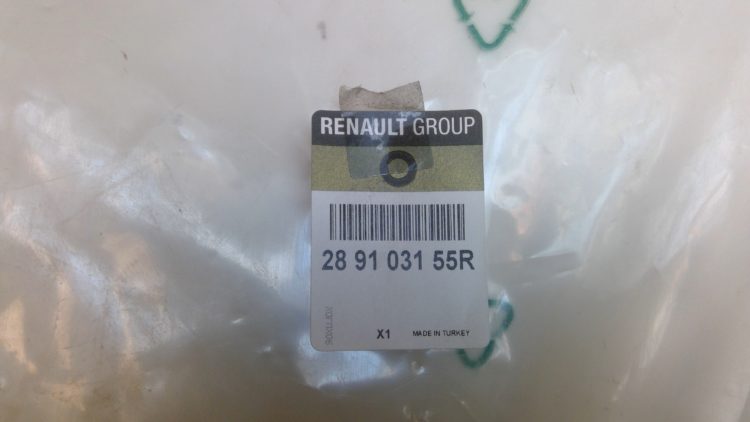 RENAULT GROUP
28 91 031 55R
X1 MADE IN TURKEY